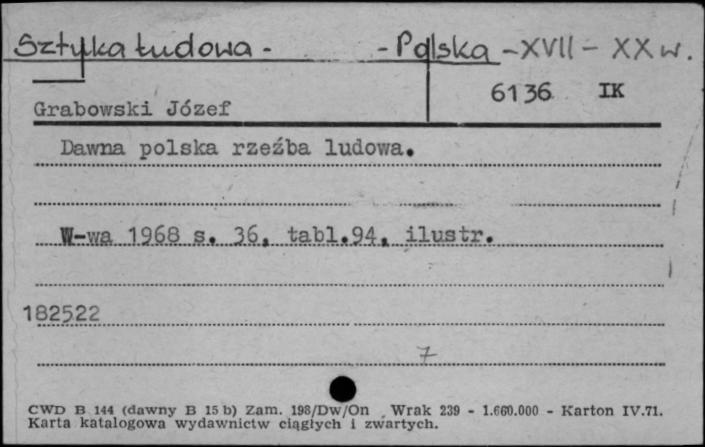 Sztuka ludowa - - Polska - XVII - XX w.
6136 IK
Grabowski Józef
Dawna polska rzeźba ludowa.
W-wa 1968 s. 36, tabl.94, ilustr.
182522
7
CWD B 144 (dawny B 15 b) Zam. 198/Dw/On Wrak 239 - 1.660.000 - Karton IV.71.
Karta katalogowa wydawnictw ciągłych i zwartych.